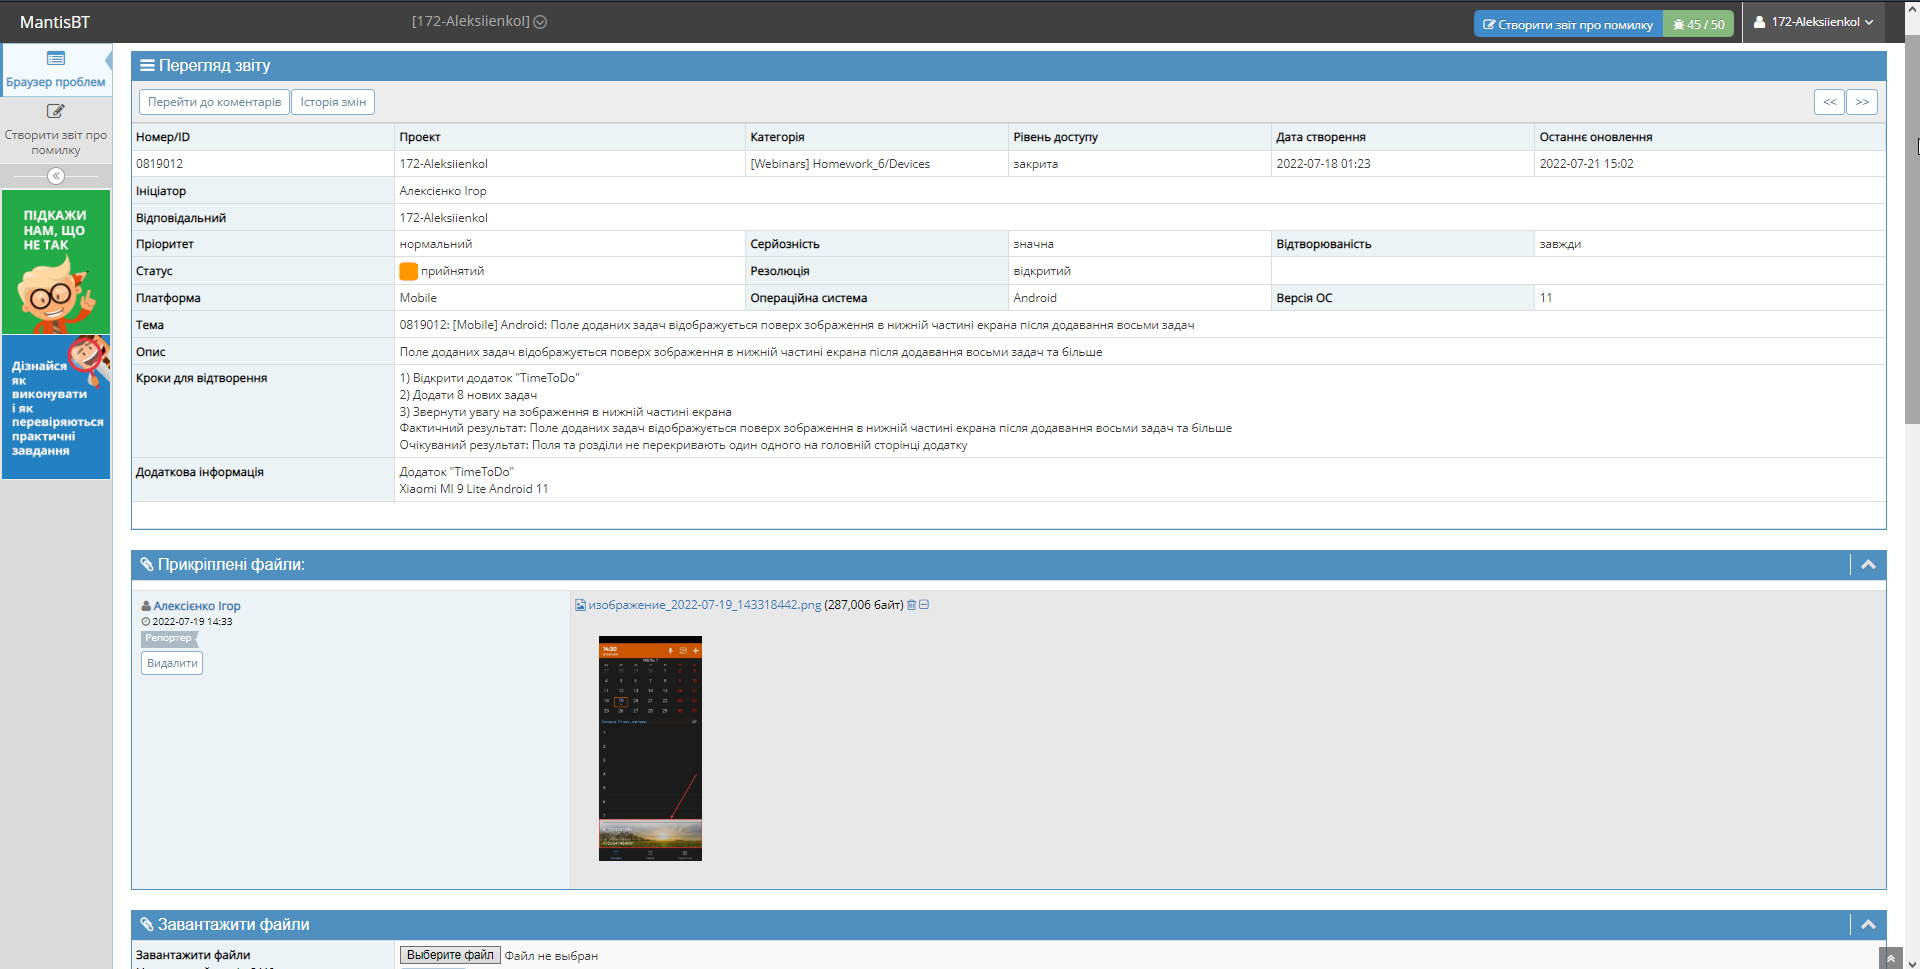 MantisBT
[172-AleksiienkoI]
Створити звіт про помилку
45 / 50
172-AleksiienkoI
Браузер проблем
Створити звіт про
помилку
ПІДКАЖИ
НАМ, ЩО
НЕ ТАК
Дізнайся
як
виконувати
і як
перевіряються
практичні
завдання
Перегляд звіту
Перейти до коментарів
Історія змін
<<
>>
Номер/ID Проект Категорія Рівень доступу Дата створення Останнє оновлення
0819012 172-AleksiienkoI [Webinars] Homework_6/Devices закрита 2022-07-18 01:23 2022-07-21 15:02
Ініціатор Алексієнко Ігор
Відповідальний 172-AleksiienkoI
Пріоритет нормальний Серйозність значна Відтворюваність завжди
Статус прийнятий Резолюція відкритий
Платформа Mobile Операційна система Android Версія ОС 11
Тема 0819012: [Mobile] Android: Поле доданих задач відображується поверх зображення в нижній частині екрана після додавання восьми задач
Опис Поле доданих задач відображується поверх зображення в нижній частині екрана після додавання восьми задач та більше
Кроки для відтворення 1) Відкрити додаток "TimeToDo"
2) Додати 8 нових задач
3) Звернути увагу на зображення в нижній частині екрана
Фактичний результат: Поле доданих задач відображується поверх зображення в нижній частині екрана після додавання восьми задач та більше
Очікуваний результат: Поля та розділи не перекривають один одного на головній сторінці додатку
Додаткова інформація Додаток "TimeToDo"
Xiaomi MI 9 Lite Android 11
Прикріплені файли:
Алексієнко Ігор
2022-07-19 14:33
Репортер
Видалити
изображение_2022-07-19_143318442.png (287,006 байт)
14:30
Завантажити файли
Завантажити файли Выберите файл Файл не выбран